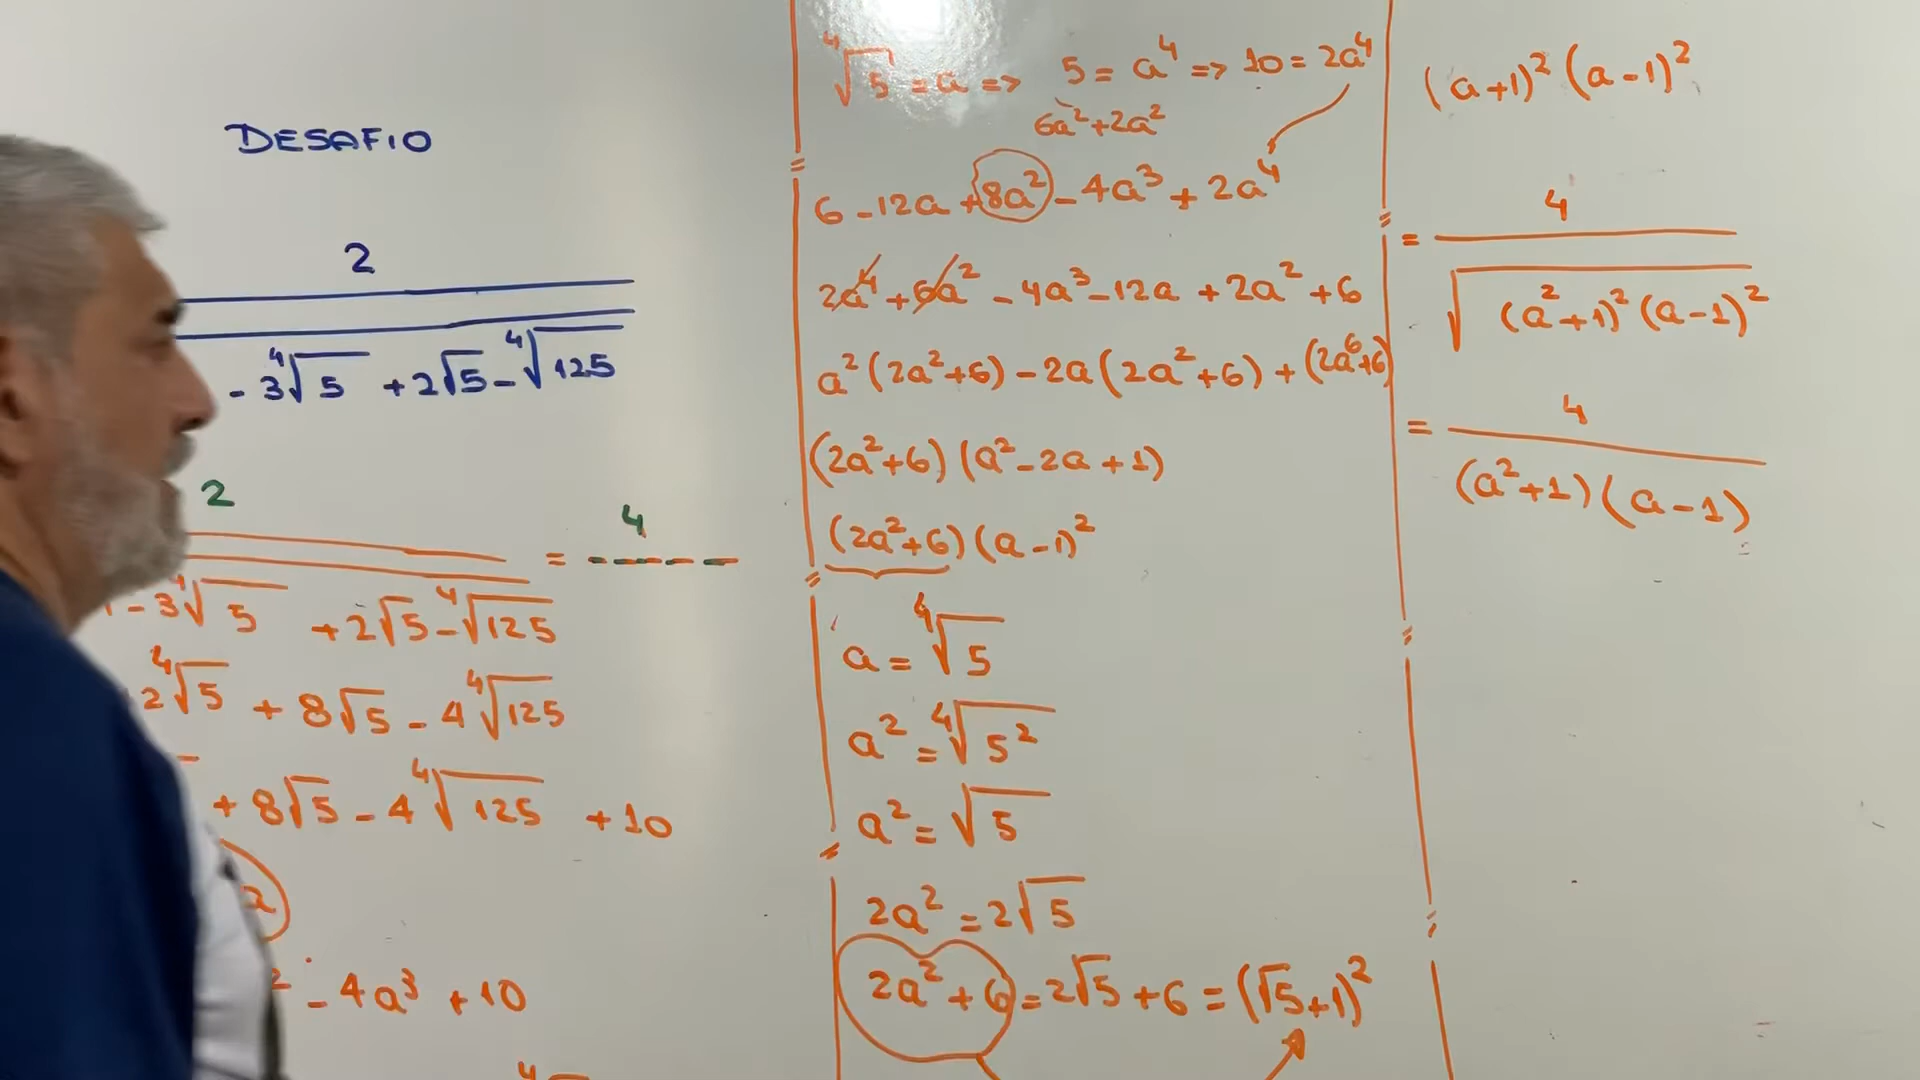 DESAFIO
2
- 3∜5 + 2√5 - ∜125
2
= 4 / -----
- 3∜5 + 2√5 - ∜125
2∜5 + 8√5 - 4∜125
+ 8√5 - 4∜125 + 10
a
² - 4a³ + 10
∜5 = a => 5 = a⁴ => 10 = 2a⁴
6a² + 2a²
6 - 12a + 8a² - 4a³ + 2a⁴
2a⁴ + 6a² - 4a³ - 12a + 2a² + 6
a²(2a² + 6) - 2a(2a² + 6) + (2a⁶ + 6)
(2a² + 6)(a² - 2a + 1)
(2a² + 6)(a - 1)²
a = ∜5
a² = ∜5²
a² = √5
2a² = 2√5
2a² + 6 = 2√5 + 6 = (√5 + 1)²
(a + 1)² (a - 1)²
= 4 / √((a² + 1)² (a - 1)²)
= 4 / (a² + 1)(a - 1)